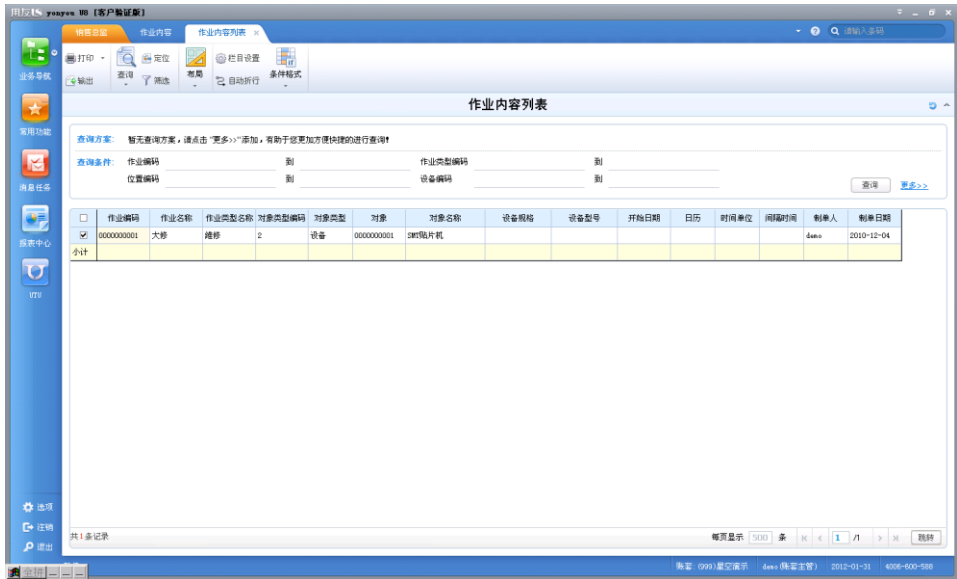 用友U8 yonyou U8 [客户验证版]
销售总监 作业内容 作业内容列表 × 请输入条码
业务导航
打印 查询 定位 布局 栏目设置 条件格式
输出 筛选 自动折行
作业内容列表
常用功能
查询方案: 暂无查询方案,请点击"更多>>"添加,有助于您更加方便快捷的进行查询!
查询条件: 作业编码 到 作业类型编码 到
位置编码 到 设备编码 到
查询 更多>>
消息任务
作业编码 作业名称 作业类型名称 对象类型编码 对象类型 对象 对象名称 设备规格 设备型号 开始日期 日历 时间单位 间隔时间 制单人 制单日期
0000000001 大修 維修 2 设备 0000000001 SMT贴片机 demo 2010-12-04
小计
报表中心
UTU
选项
注销
退出
共1条记录 每页显示 500 条 1 /1 跳转
账套:(999)星空演示 demo(账套主管) 2012-01-31 4006-600-588
全拼